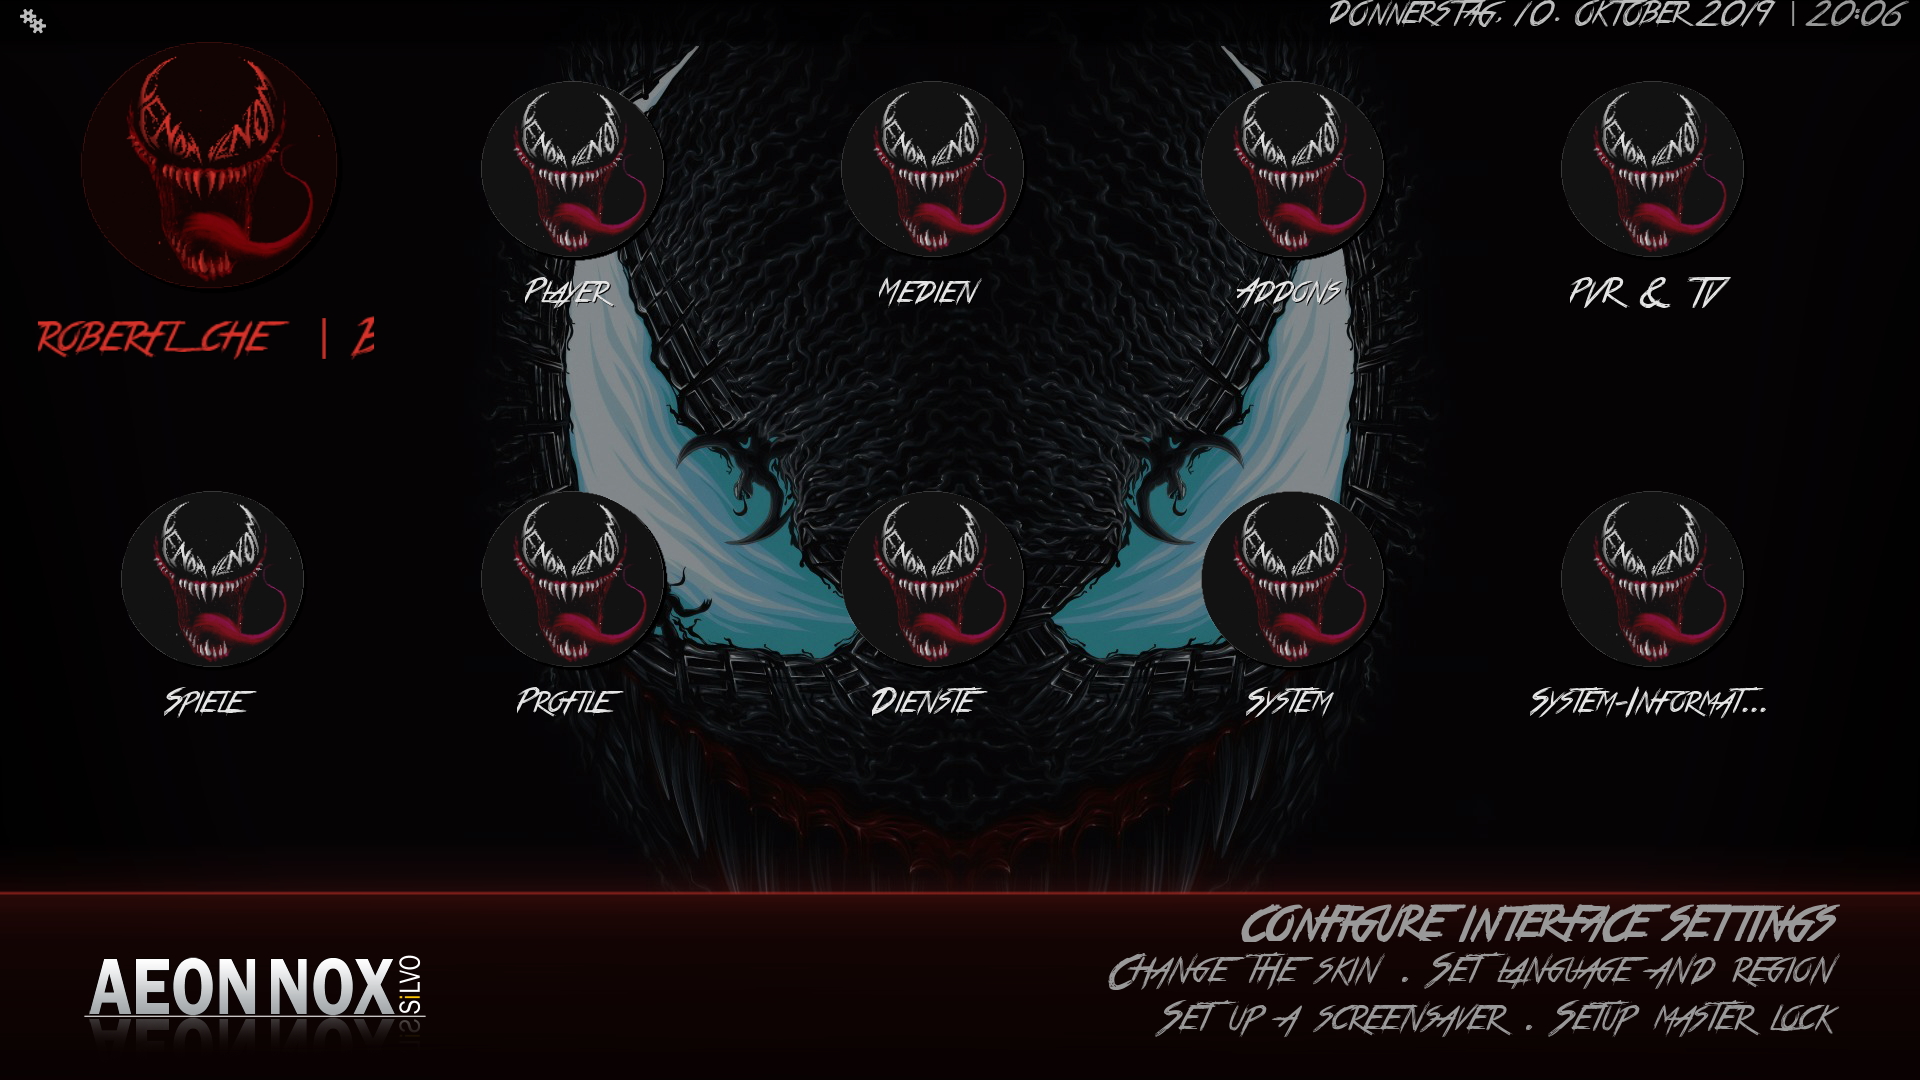 DONNERSTAG, 10. OKTOBER 2019 | 20:06
Player
Medien
Addons
PVR & TV
ROBERFL_CHE | B
Spiele
Profile
Dienste
System
System-Informat...
CONFIGURE INTERFACE SETTINGS
Change the skin . Set language and region
Set up a screensaver . Setup master lock
AEON NOX SiLVO